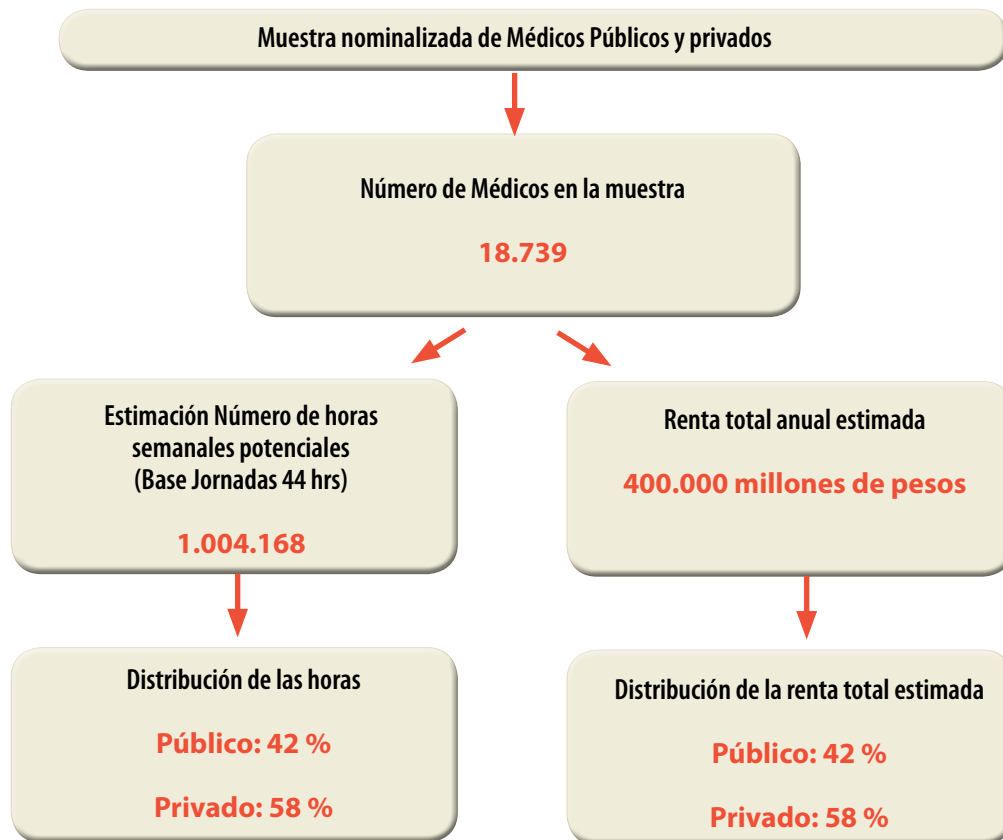 Muestra nominalizada de Médicos Públicos y privados
Número de Médicos en la muestra
18.739
Estimación Número de horas
semanales potenciales
(Base Jornadas 44 hrs)
1.004.168
Renta total anual estimada
400.000 millones de pesos
Distribución de las horas
Público: 42 %
Privado: 58 %
Distribución de la renta total estimada
Público: 42 %
Privado: 58 %